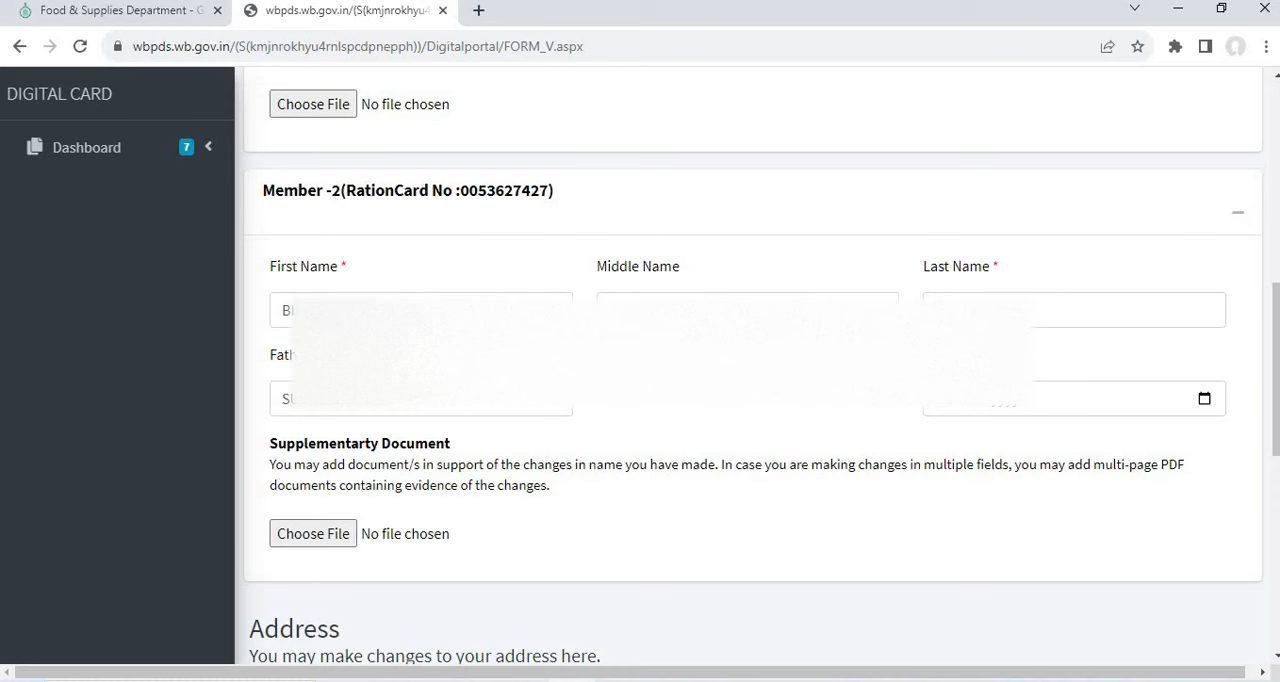 Food & Supplies Department - G
wbpds.wb.gov.in/(S(kmjnrokhyu4
wbpds.wb.gov.in/(S(kmjnrokhyu4rnlspcdpnepph))/Digitalportal/FORM_V.aspx
DIGITAL CARD
Dashboard 7
Choose File No file chosen
Member -2(RationCard No :0053627427)
First Name * Middle Name Last Name *
Supplementarty Document
You may add document/s in support of the changes in name you have made. In case you are making changes in multiple fields, you may add multi-page PDF
documents containing evidence of the changes.
Choose File No file chosen
Address
You may make changes to your address here.